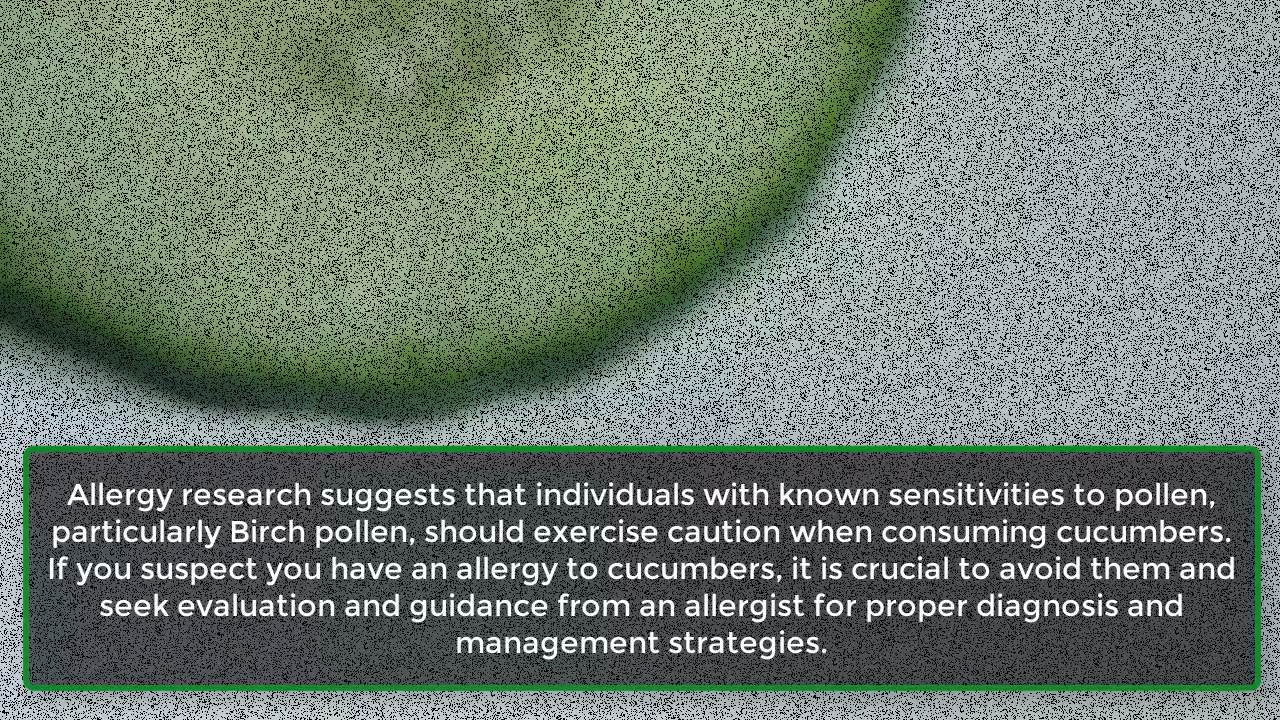 Allergy research suggests that individuals with known sensitivities to pollen,
particularly Birch pollen, should exercise caution when consuming cucumbers.
If you suspect you have an allergy to cucumbers, it is crucial to avoid them and
seek evaluation and guidance from an allergist for proper diagnosis and
management strategies.